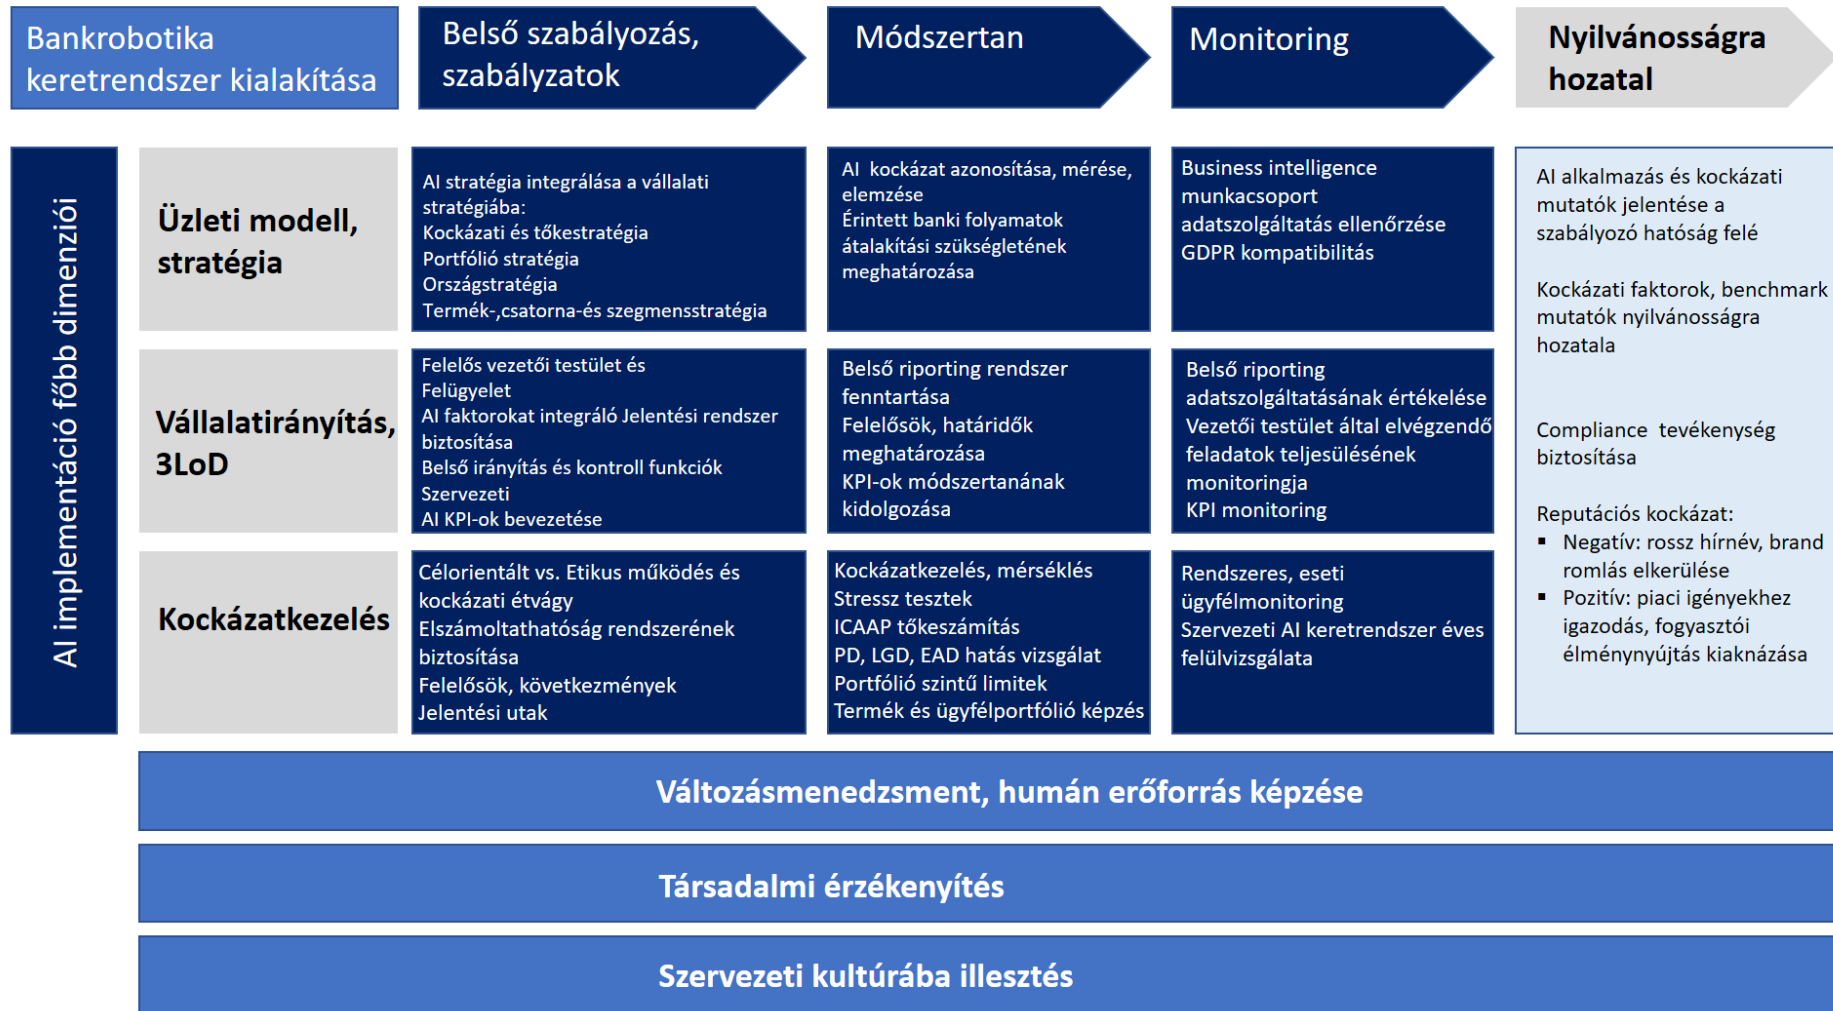 Bankrobotika
keretrendszer kialakítása
Belső szabályozás,
szabályzatok
Módszertan
Monitoring
Nyilvánosságra
hozatal
AI implementáció főbb dimenziói
Üzleti modell,
stratégia
AI stratégia integrálása a vállalati
stratégiába:
Kockázati és tőkestratégia
Portfólió stratégia
Országstratégia
Termék-,csatorna-és szegmensstratégia
AI  kockázat azonosítása, mérése,
elemzése
Érintett banki folyamatok
átalakítási szükségletének
meghatározása
Business intelligence
munkacsoport
adatszolgáltatás ellenőrzése
GDPR kompatibilitás
AI alkalmazás és kockázati
mutatók jelentése a
szabályozó hatóság felé
Kockázati faktorok, benchmark
mutatók nyilvánosságra
hozatala
Compliance  tevékenység
biztosítása
Reputációs kockázat:
▪ Negatív: rossz hírnév, brand
romlás elkerülése
▪ Pozitív: piaci igényekhez
igazodás, fogyasztói
élménynyújtás kiaknázása
Vállalatirányítás,
3LoD
Felelős vezetői testület és
Felügyelet
AI faktorokat integráló Jelentési rendszer
biztosítása
Belső irányítás és kontroll funkciók
Szervezeti
AI KPI-ok bevezetése
Belső riporting rendszer
fenntartása
Felelősök, határidők
meghatározása
KPI-ok módszertanának
kidolgozása
Belső riporting
adatszolgáltatásának értékelése
Vezetői testület által elvégzendő
feladatok teljesülésének
monitoringja
KPI monitoring
Kockázatkezelés
Célorientált vs. Etikus működés és
kockázati étvágy
Elszámoltathatóság rendszerének
biztosítása
Felelősök, következmények
Jelentési utak
Kockázatkezelés, mérséklés
Stressz tesztek
ICAAP tőkeszámítás
PD, LGD, EAD hatás vizsgálat
Portfólió szintű limitek
Termék és ügyfélportfólió képzés
Rendszeres, eseti
ügyfélmonitoring
Szervezeti AI keretrendszer éves
felülvizsgálata
Változásmenedzsment, humán erőforrás képzése
Társadalmi érzékenyítés
Szervezeti kultúrába illesztés